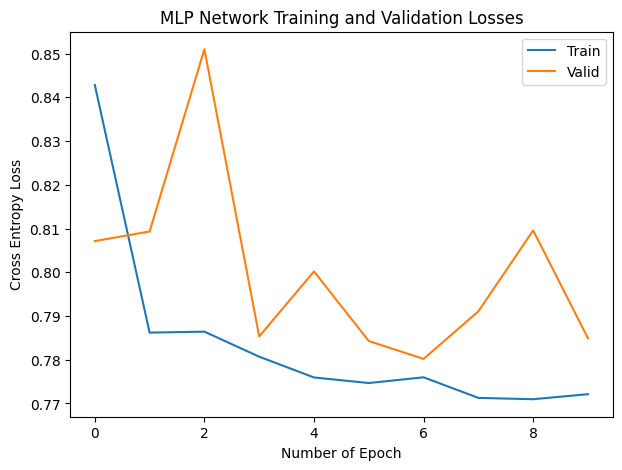 MLP Network Training and Validation Losses
Train
Valid
0.85
0.84
0.83
0.82
0.81
0.80
0.79
0.78
0.77
Cross Entropy Loss
0 2 4 6 8
Number of Epoch